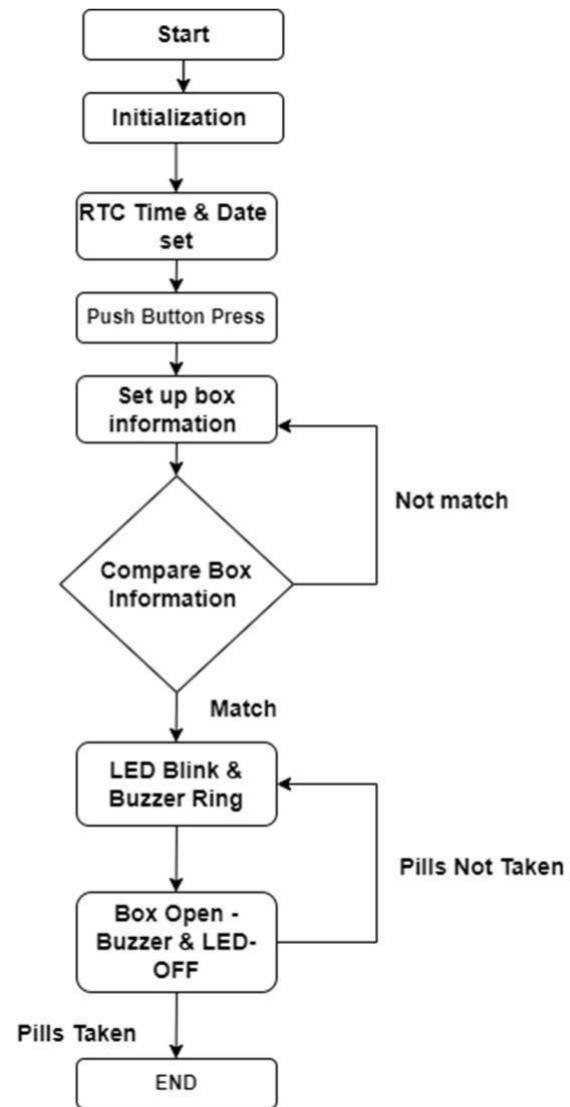 Start
Initialization
RTC Time & Date
set
Push Button Press
Set up box
information
Not match
Compare Box
Information
Match
LED Blink &
Buzzer Ring
Pills Not Taken
Box Open -
Buzzer & LED-
OFF
Pills Taken
END